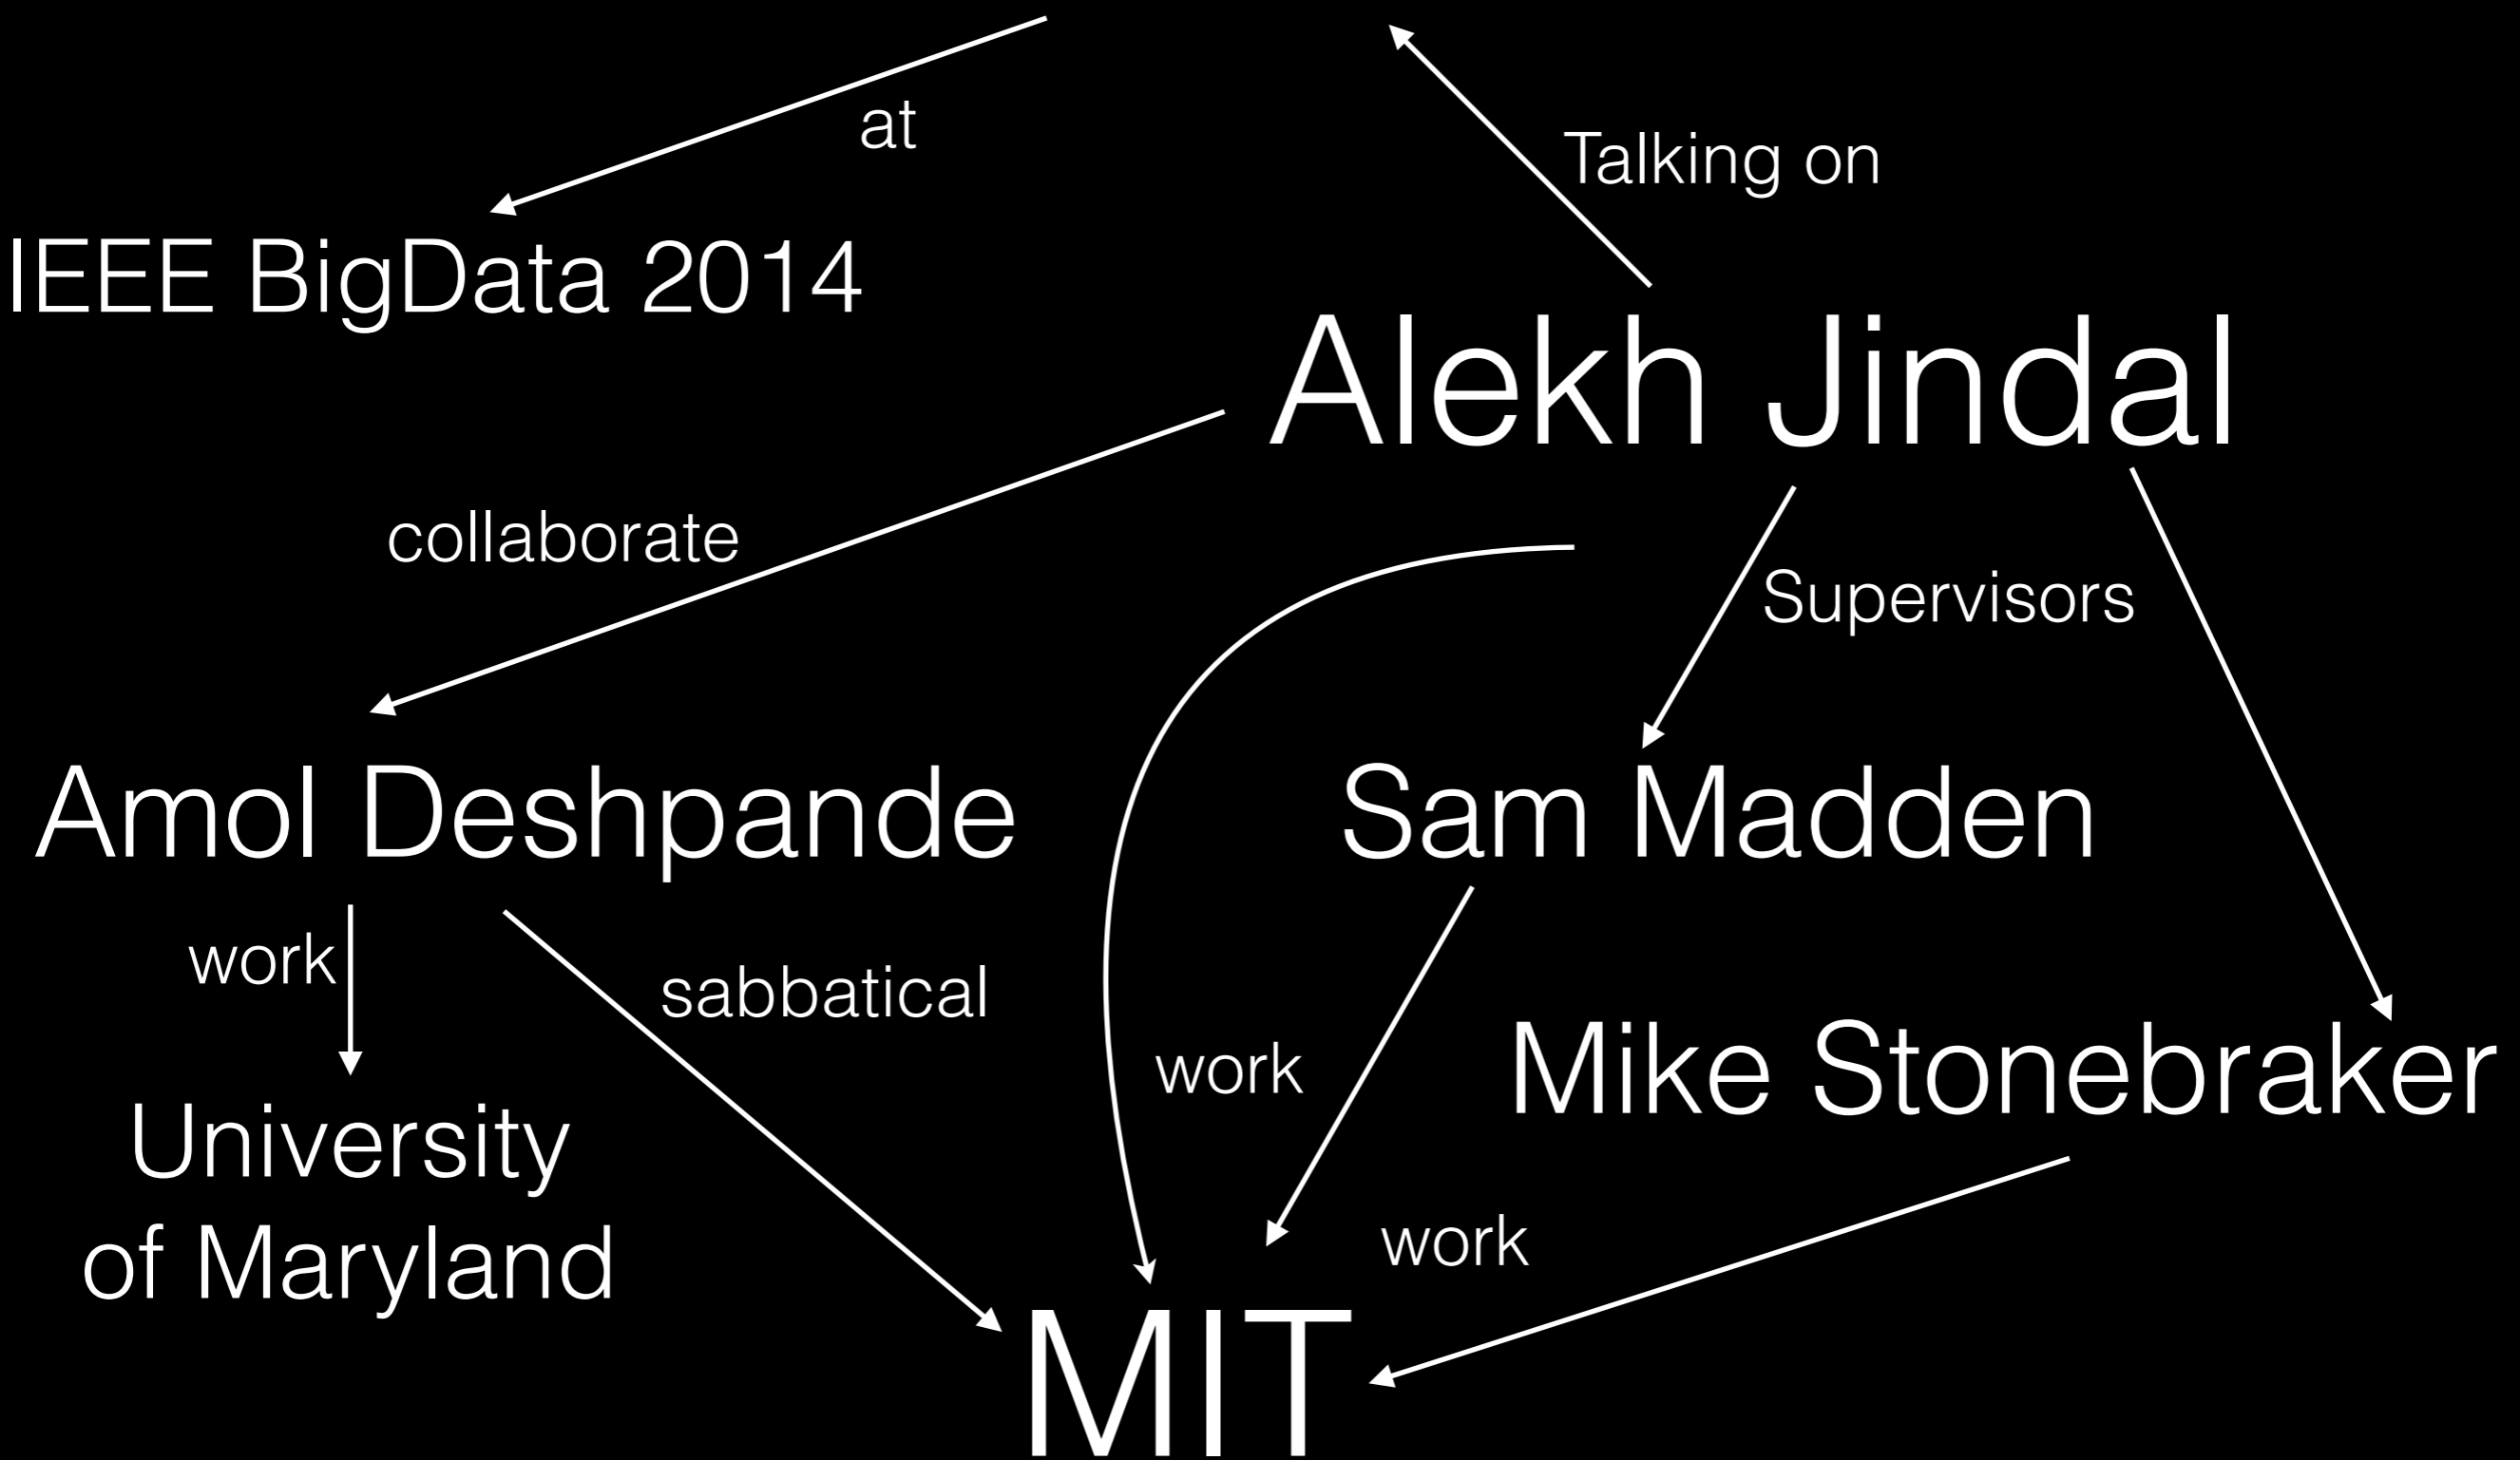 at
Talking on
IEEE BigData 2014
Alekh Jindal
collaborate
Supervisors
Amol Deshpande
Sam Madden
work
sabbatical
work
Mike Stonebraker
University
of Maryland
work
MIT